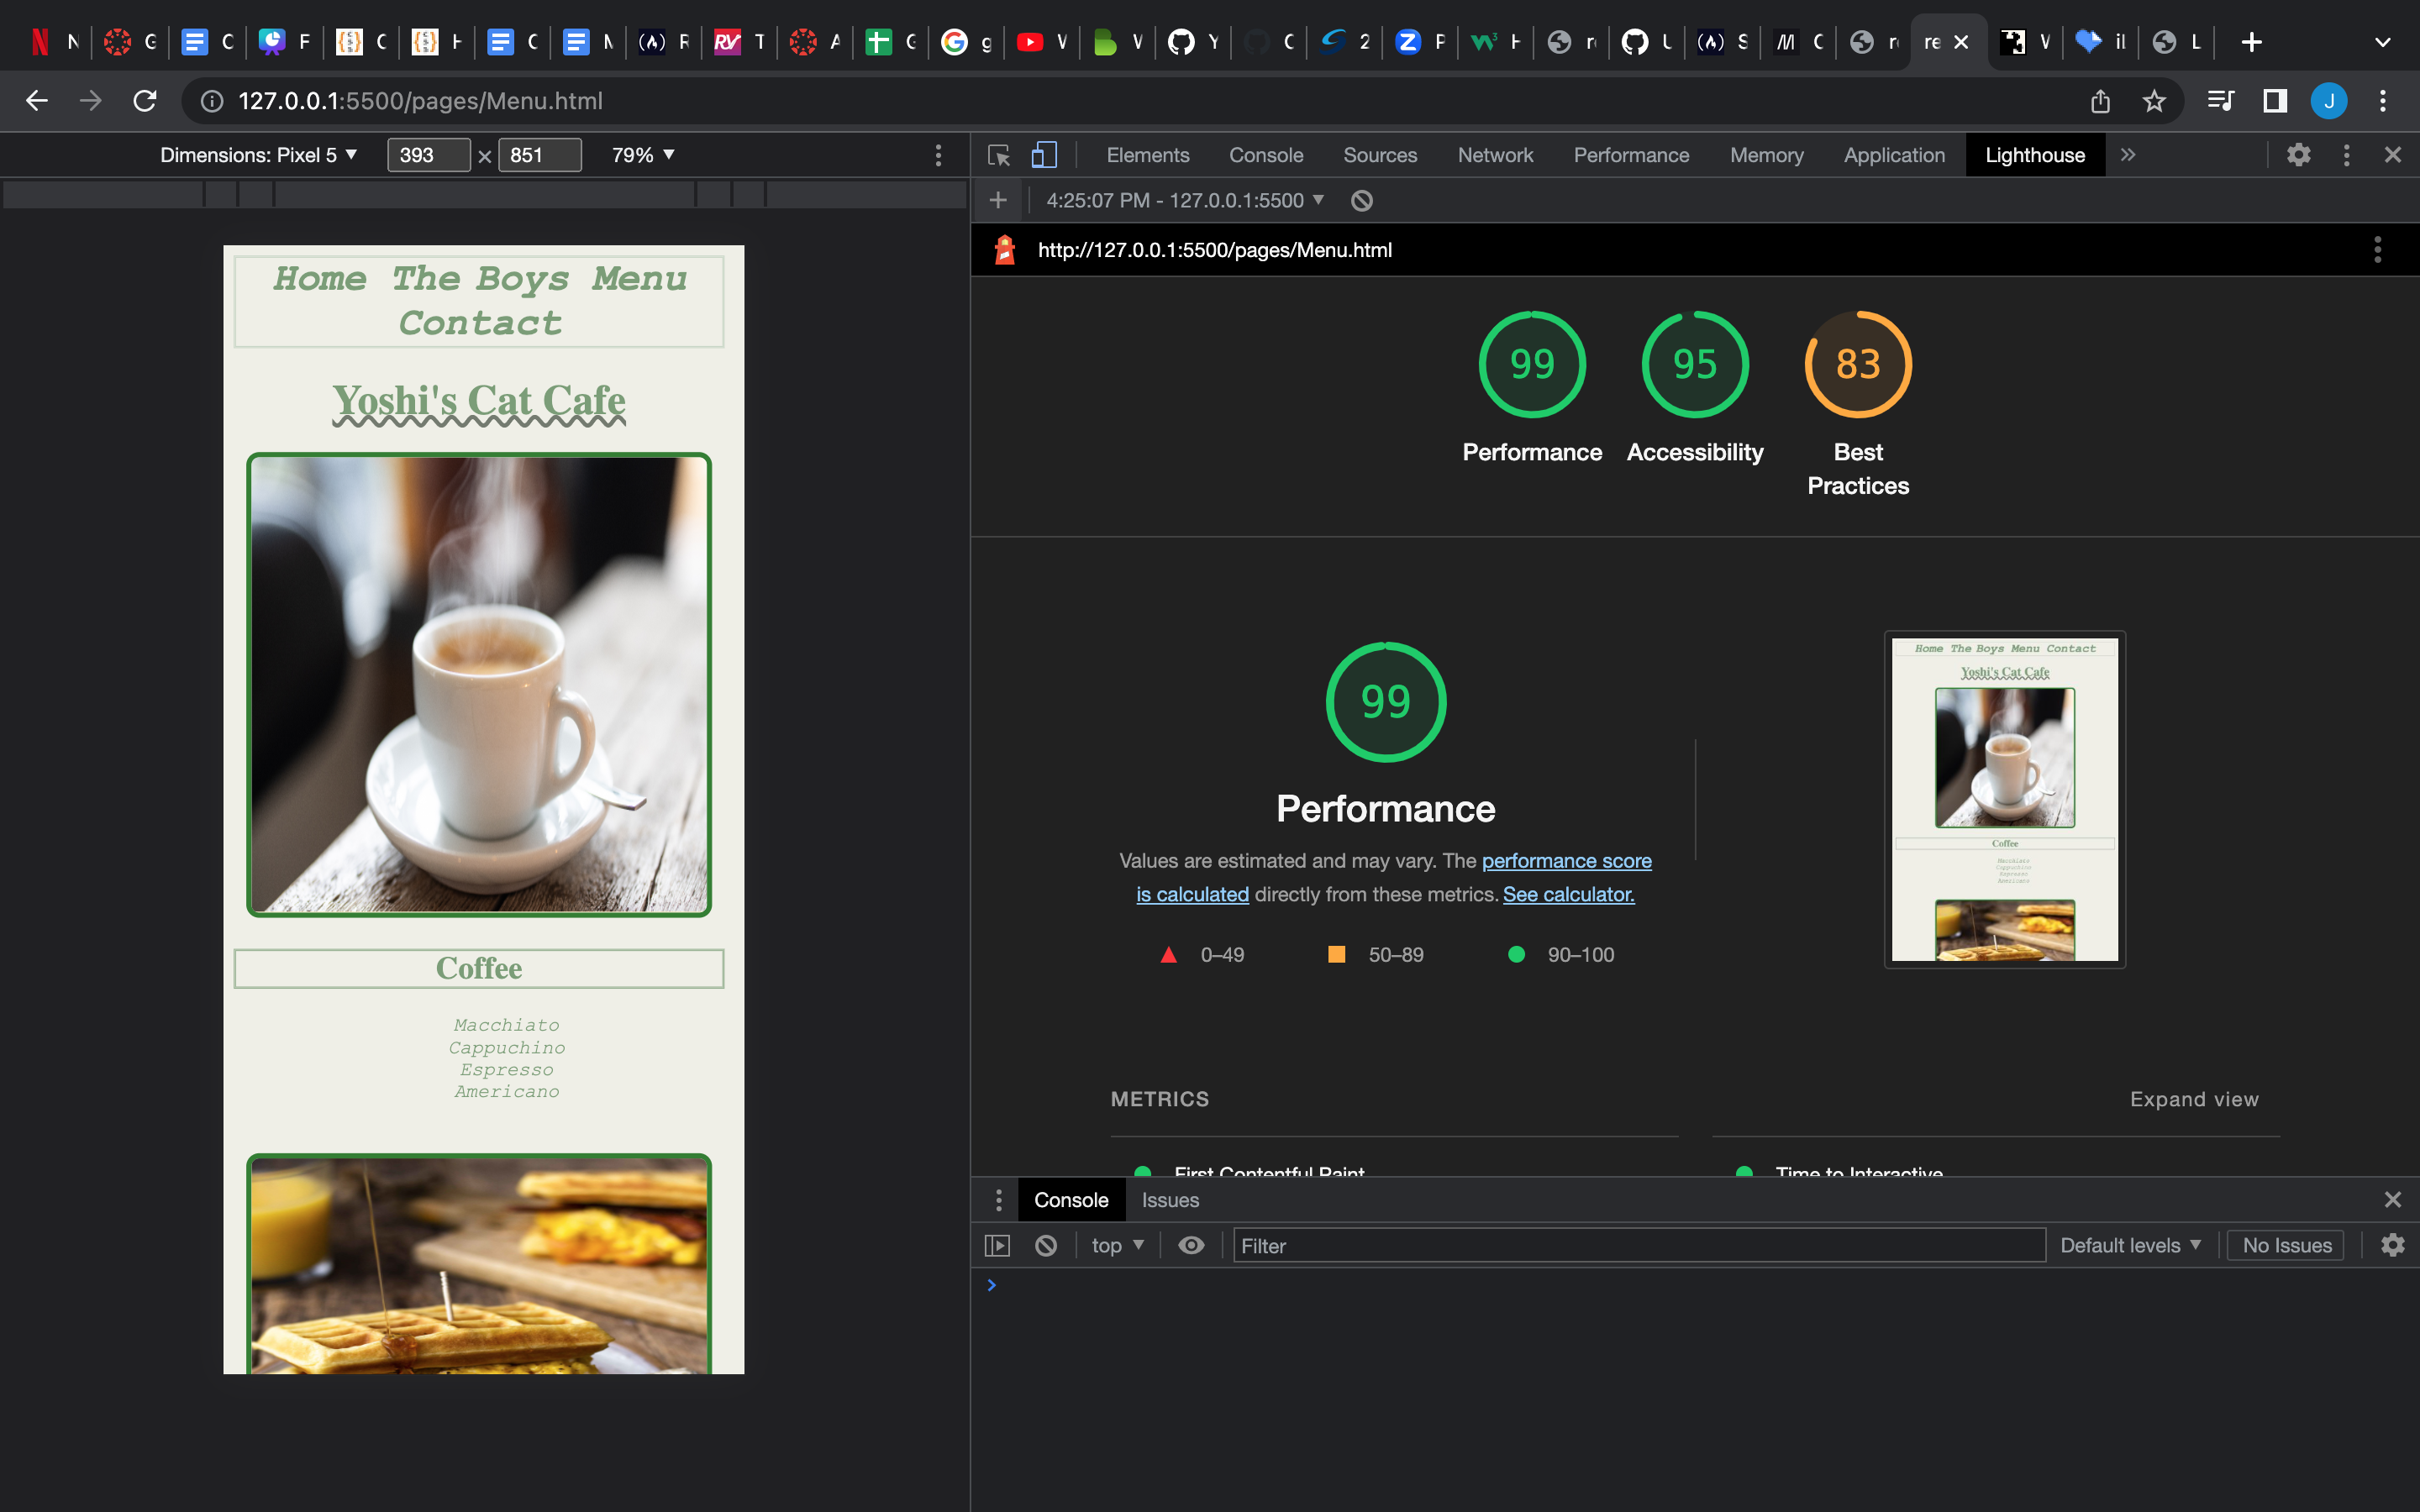 N G C F C H C M R T A G g V V Y C 2 P H r U S C r re V il L
127.0.0.1:5500/pages/Menu.html
J
Dimensions: Pixel 5 393 × 851 79%
Elements Console Sources Network Performance Memory Application Lighthouse
4:25:07 PM - 127.0.0.1:5500
http://127.0.0.1:5500/pages/Menu.html
Home The Boys Menu
Contact
Yoshi's Cat Cafe
Coffee
Macchiato
Cappuchino
Espresso
Americano
99 95 83
Performance Accessibility Best
Practices
99
Performance
Values are estimated and may vary. The performance score
is calculated directly from these metrics. See calculator.
0–49 50–89 90–100
Home The Boys Menu Contact
Yoshi's Cat Cafe
Coffee
Macchiato
Cappuchino
Espresso
Americano
METRICS Expand view
First Contentful Paint Time to Interactive
Console Issues
top Filter Default levels No Issues